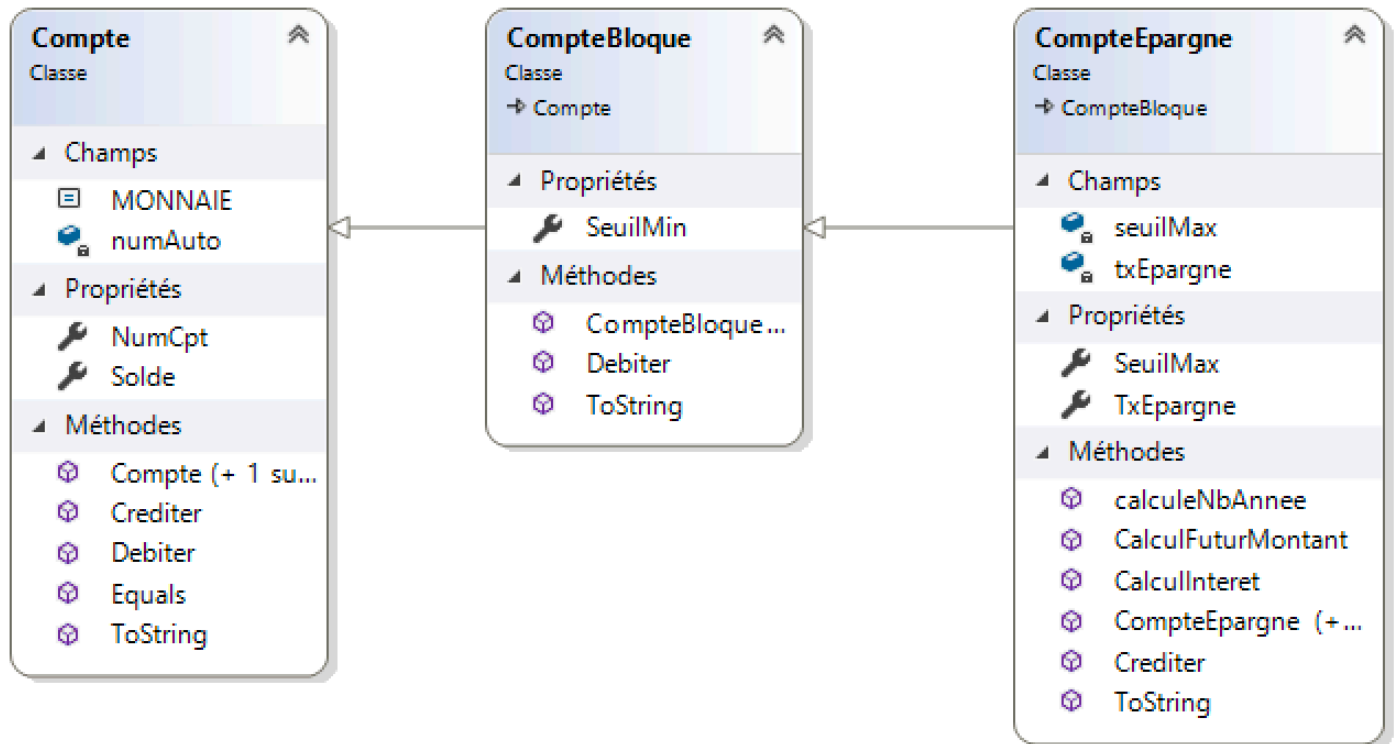 Compte
Classe
Champs
MONNAIE
numAuto
Propriétés
NumCpt
Solde
Méthodes
Compte (+ 1 su...
Crediter
Debiter
Equals
ToString
CompteBloque
Classe
Compte
Propriétés
SeuilMin
Méthodes
CompteBloque...
Debiter
ToString
CompteEpargne
Classe
CompteBloque
Champs
seuilMax
txEpargne
Propriétés
SeuilMax
TxEpargne
Méthodes
calculeNbAnnee
CalculFuturMontant
CalculInteret
CompteEpargne (+...
Crediter
ToString